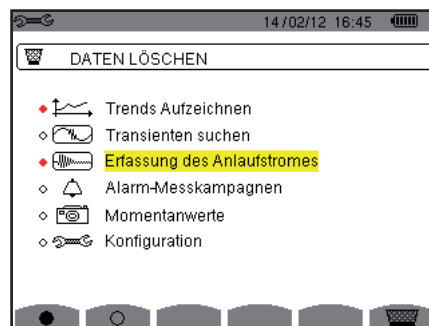 14/02/12 16:45
DATEN LÖSCHEN
Trends Aufzeichnen
Transienten suchen
Erfassung des Anlaufstromes
Alarm-Messkampagnen
Momentanwerte
Konfiguration